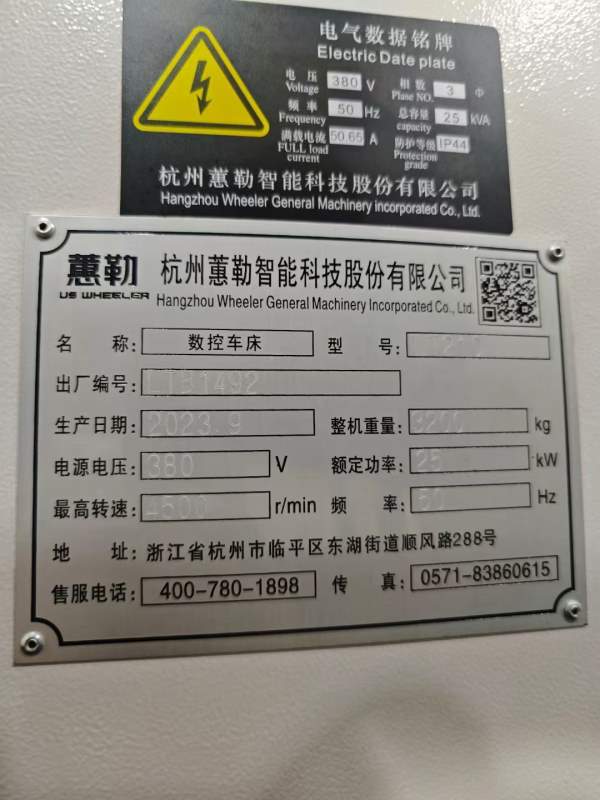 电气数据铭牌
Electric Date plate
电 压 380 V 相 数 3 Φ
Voltage Phase NO.
频 率 50 Hz 总容量 25 kVA
Frequency capacity
满载电流 50.65 A 防护等级 IP44
FULL load current Protection grade
杭州蕙勒智能科技股份有限公司
Hangzhou Wheeler General Machinery incorporated Co., Ltd.
蕙勒 杭州蕙勒智能科技股份有限公司
US WHEELER Hangzhou Wheeler General Machinery Incorporated Co., Ltd.
名 称: 数控车床 型 号:
出厂编号: LTB1492
生产日期: 2023.9 整机重量: 3200 kg
电源电压: 380 V 额定功率: 25 kW
最高转速: 4500 r/min 频 率: 50 Hz
地 址: 浙江省杭州市临平区东湖街道顺风路288号
售服电话: 400-780-1898 传 真: 0571-83860615